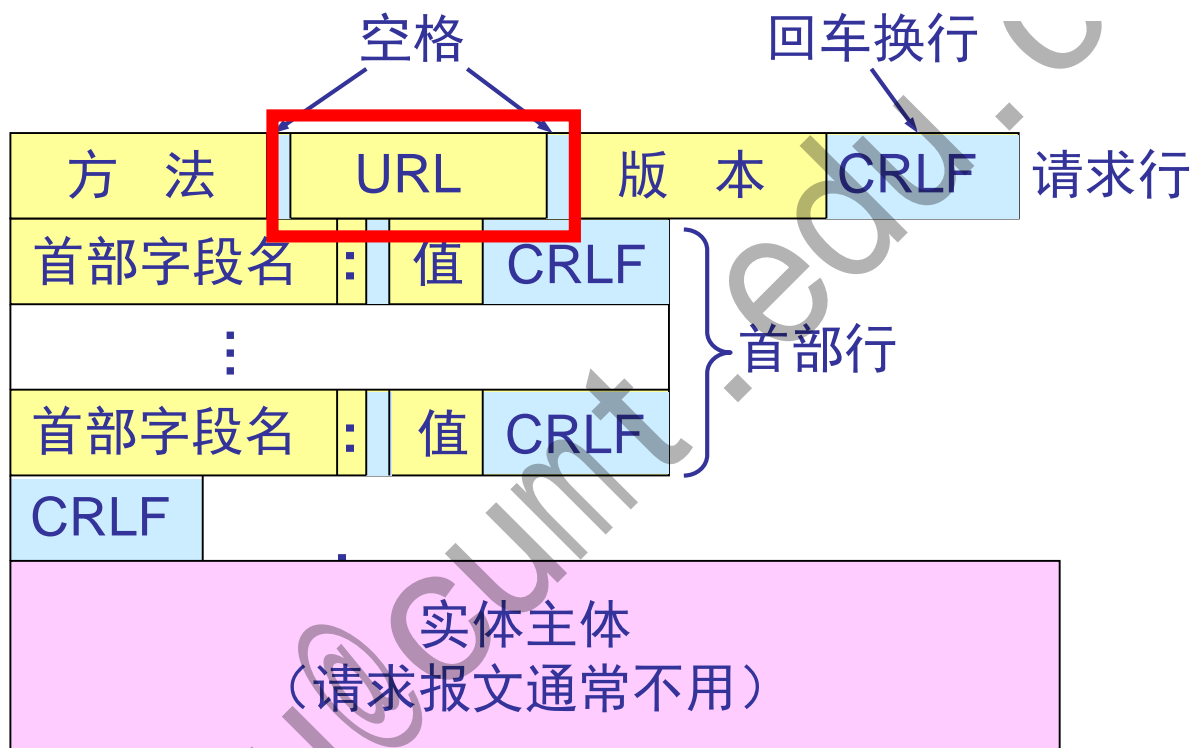 空格 回车换行
方 法 URL 版 本 CRLF 请求行
首部字段名 : 值 CRLF
⋮ 首部行
首部字段名 : 值 CRLF
CRLF
实体主体
（请求报文通常不用）
@cumt.edu.c